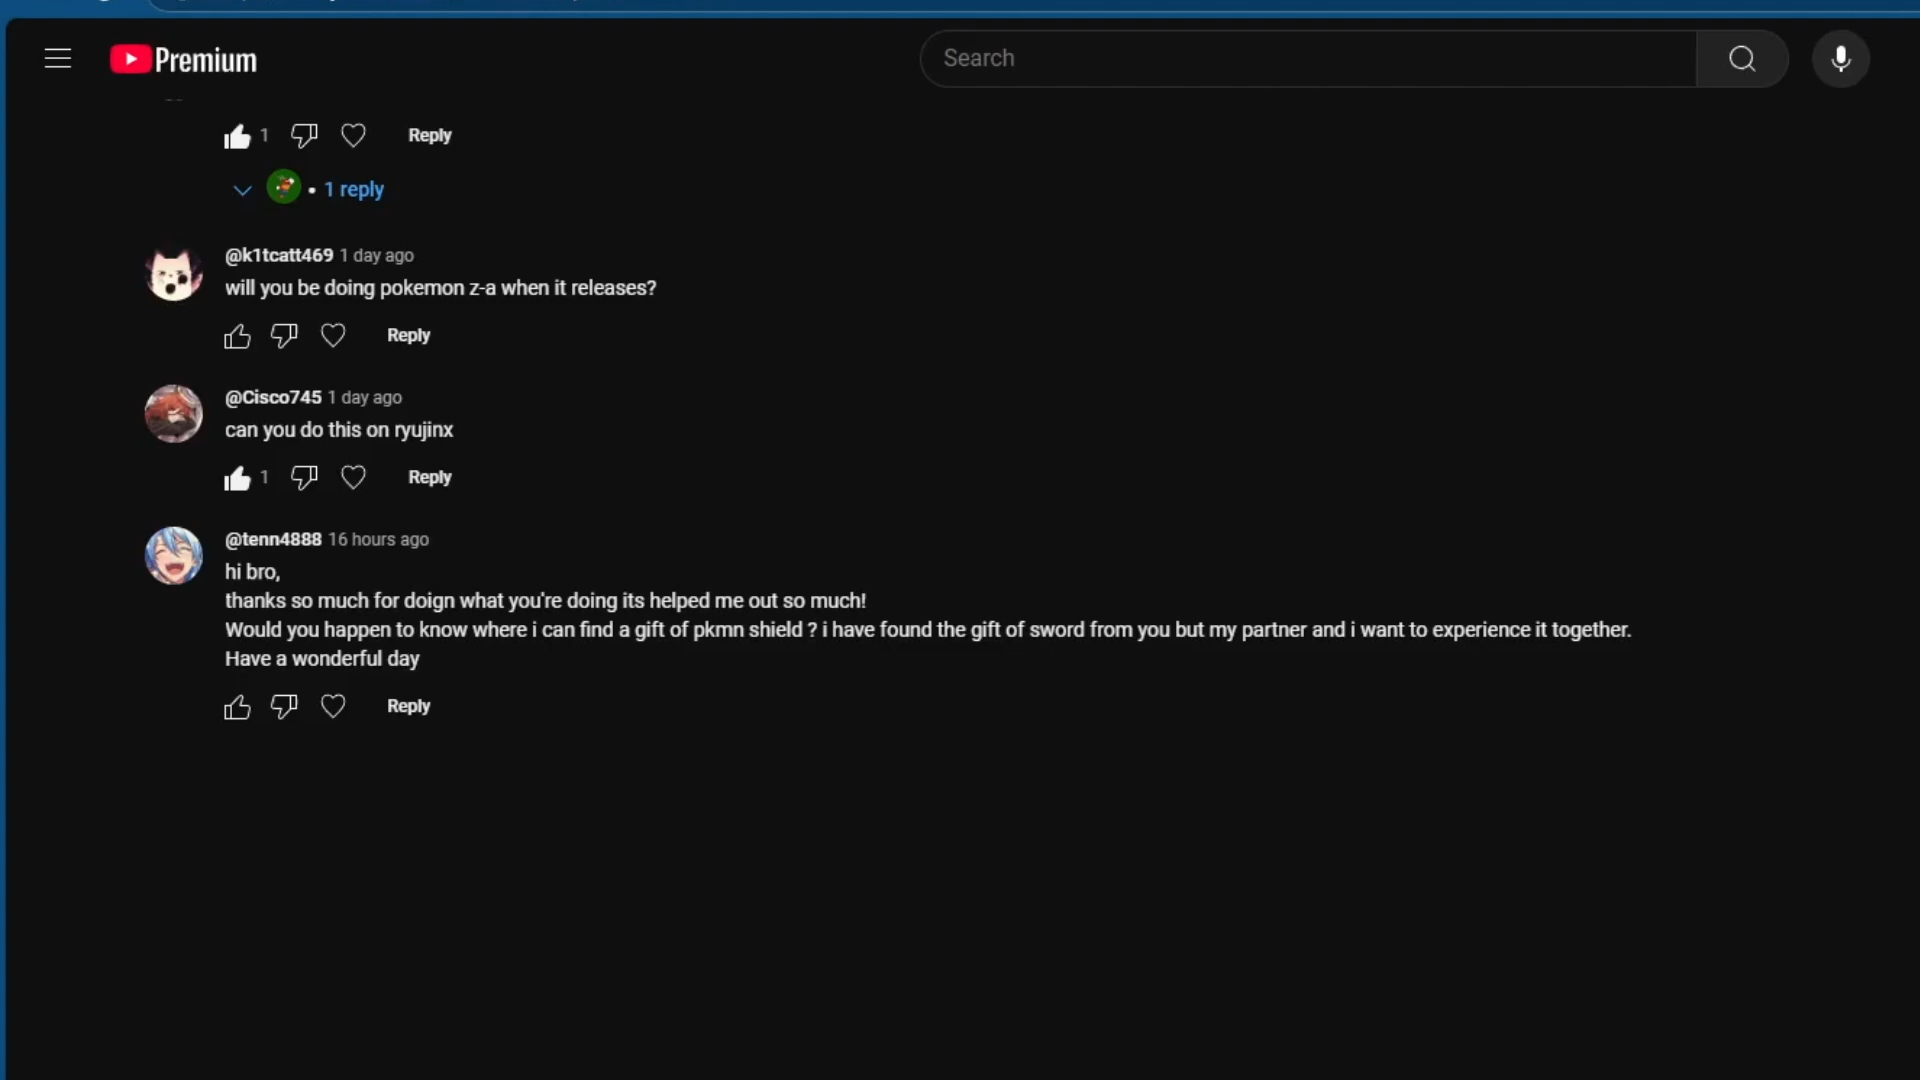 Premium
Search
1
Reply
• 1 reply
@k1tcatt469 1 day ago
will you be doing pokemon z-a when it releases?
Reply
@Cisco745 1 day ago
can you do this on ryujinx
1
Reply
@tenn4888 16 hours ago
hi bro,
thanks so much for doign what you're doing its helped me out so much!
Would you happen to know where i can find a gift of pkmn shield ? i have found the gift of sword from you but my partner and i want to experience it together.
Have a wonderful day
Reply